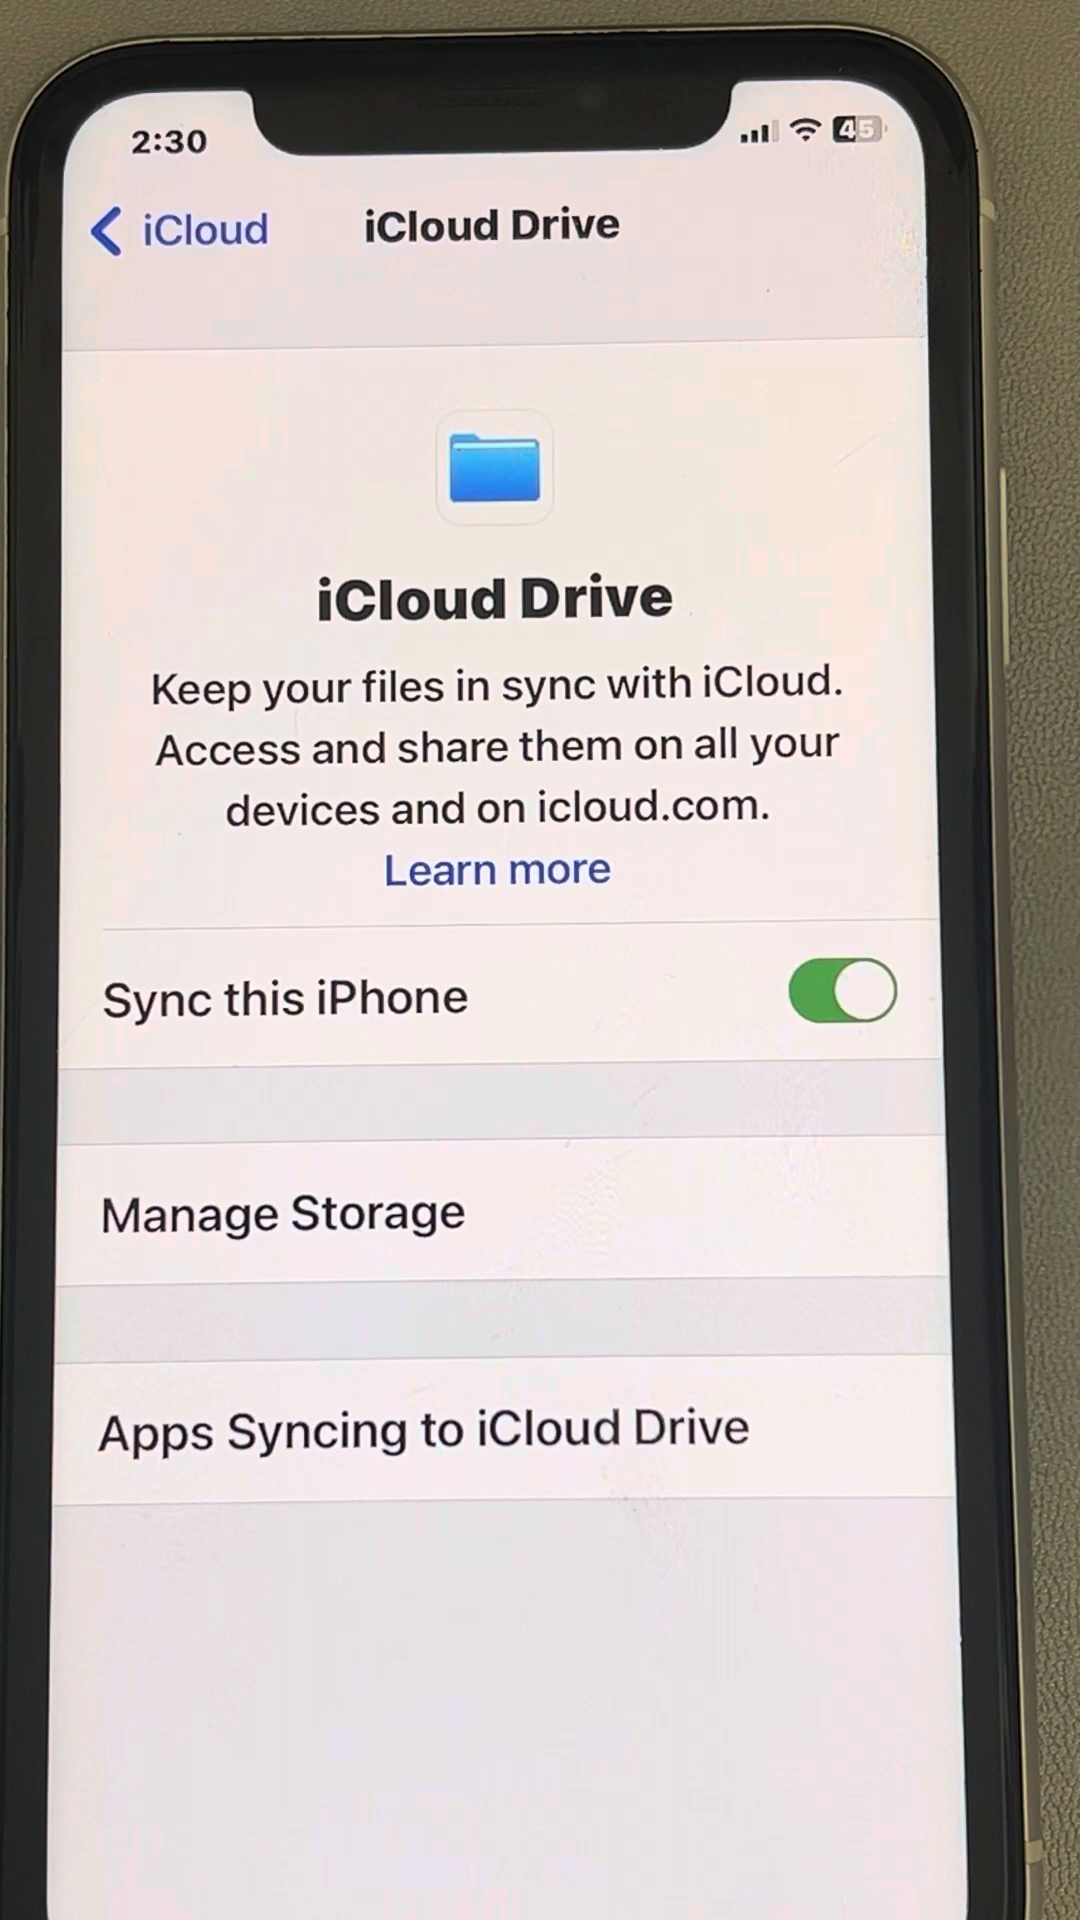 2:30
45
iCloud
iCloud Drive
iCloud Drive
Keep your files in sync with iCloud.
Access and share them on all your
devices and on icloud.com.
Learn more
Sync this iPhone
Manage Storage
Apps Syncing to iCloud Drive